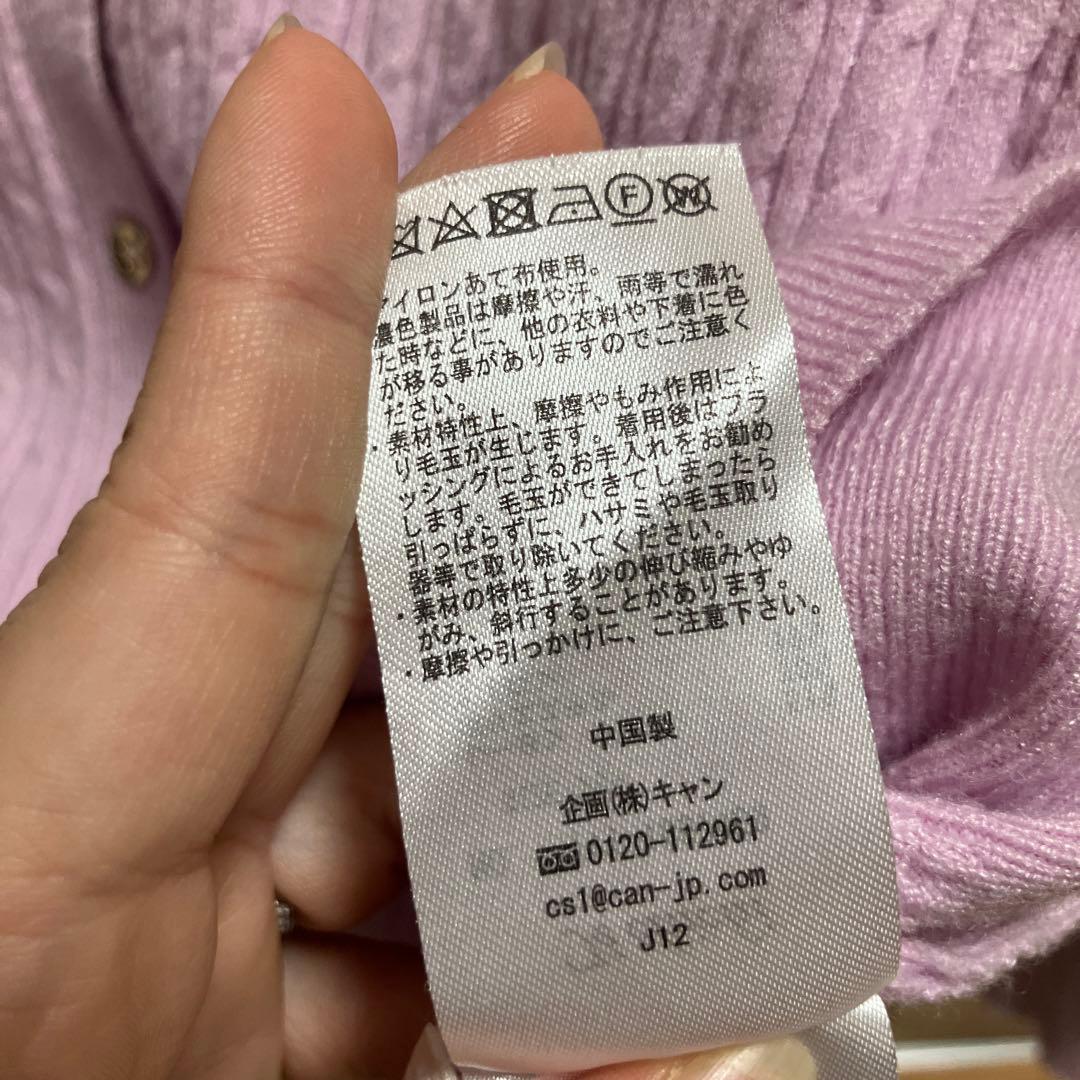 F W
アイロンあて布使用。
濃色製品は摩擦や汗、雨等で濡れ
た時などに、他の衣料や下着に色
が移る事がありますのでご注意く
ださい。
・素材特性上、摩擦やもみ作用によ
り毛玉が生じます。着用後はブラ
ッシングによるお手入れをお勧め
します。毛玉ができてしまったら
引っぱらずに、ハサミや毛玉取り
器等で取り除いてください。
・素材の特性上多少の伸び縮みやゆ
がみ、斜行することがあります。
・摩擦や引っかけに、ご注意下さい。
中国製
企画(株)キャン
0120-112961
cs1@can-jp.com
J12